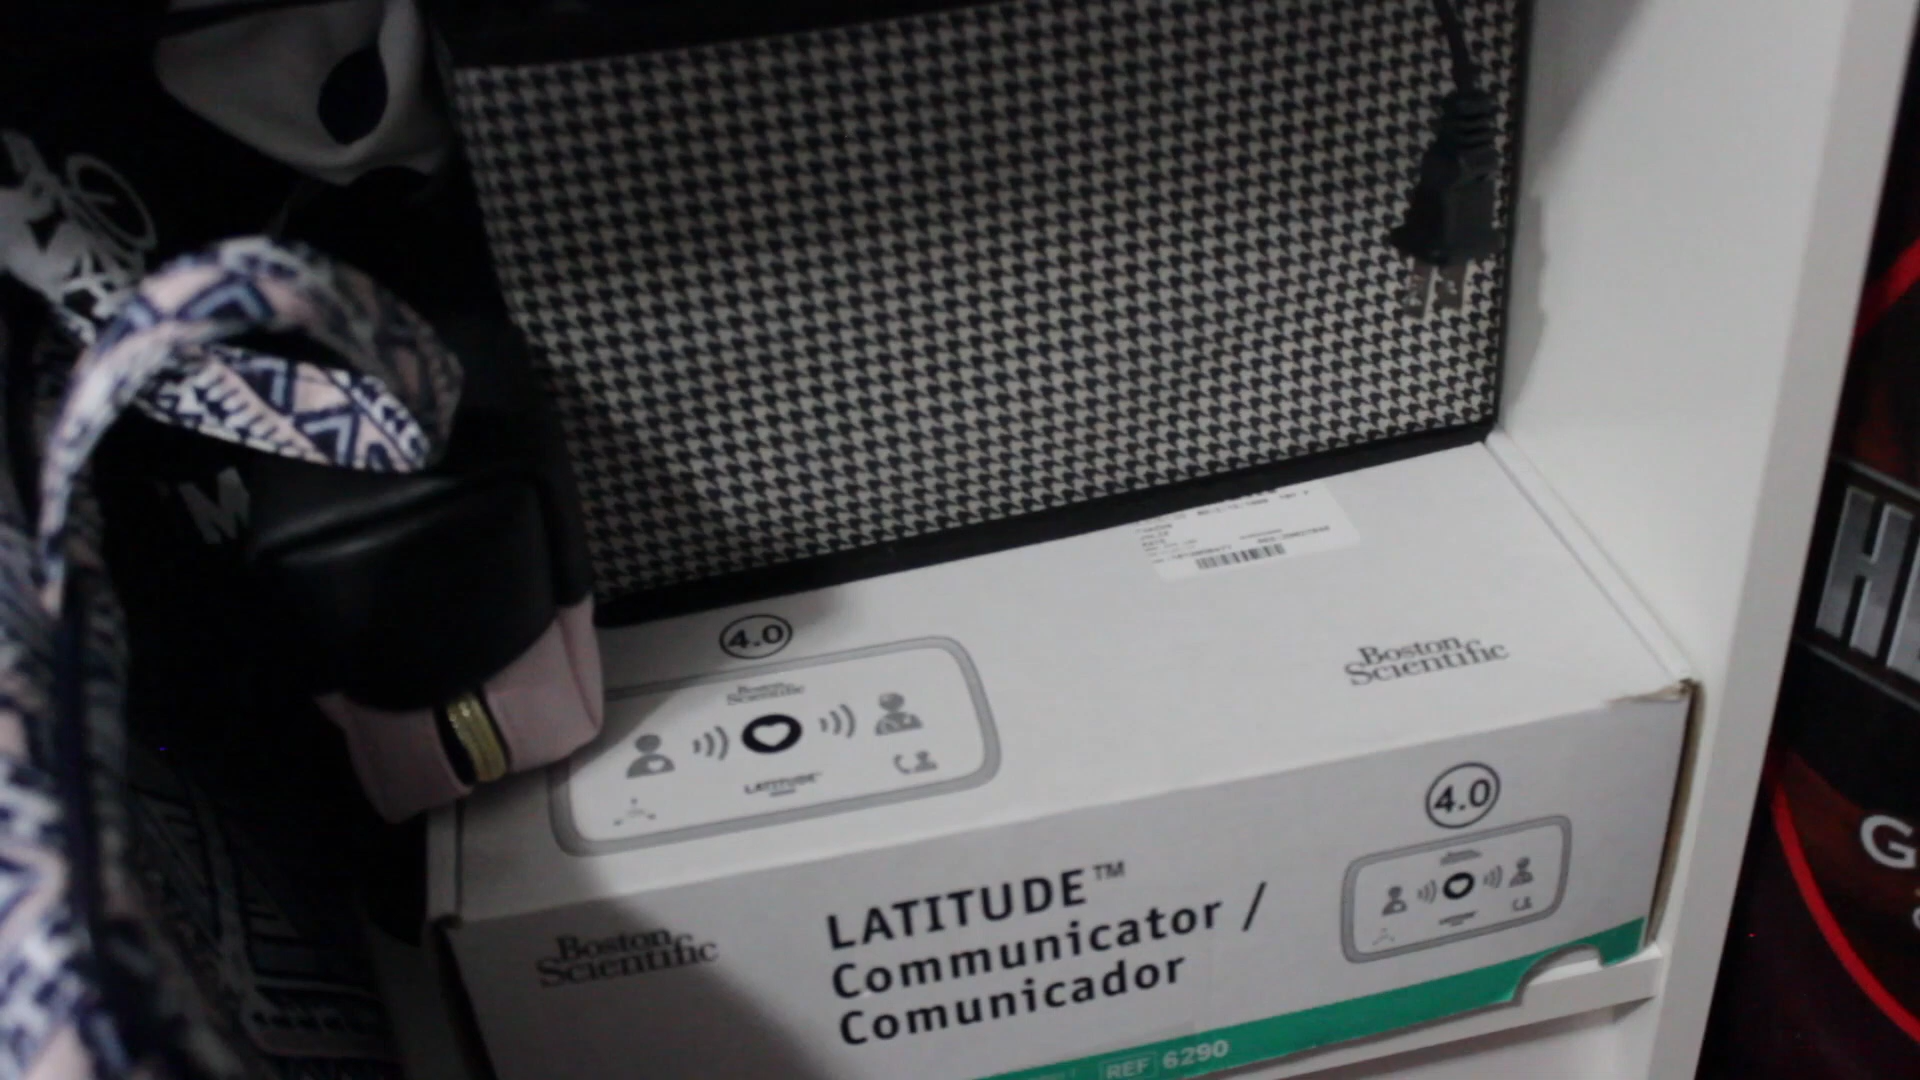 M
4.0
Boston
Scientific
LATITUDE
Boston
Scientific
4.0
LATITUDE™
Communicator /
Comunicador
Boston
Scientific
REF 6290
H
G